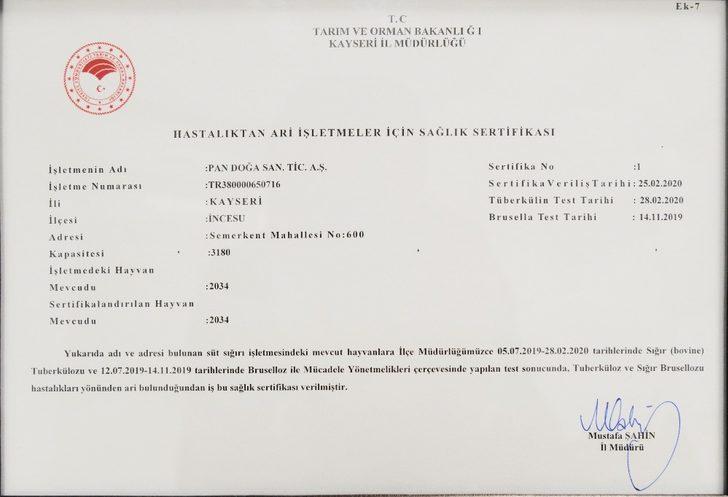 Ek-7
T.C
TARIM VE ORMAN BAKANLIĞI
KAYSERİ İL MÜDÜRLÜĞÜ
HASTALIKTAN ARİ İŞLETMELER İÇİN SAĞLIK SERTİFİKASI
İşletmenin Adı :PAN DOĞA SAN. TİC. A.Ş. Sertifika No :1
İşletme Numarası :TR380000650716 Sertifika Veriliş Tarihi: 25.02.2020
İli :KAYSERİ Tüberkülin Test Tarihi : 28.02.2020
İlçesi :İNCESU Brusella Test Tarihi : 14.11.2019
Adresi :Semerkent Mahallesi No:600
Kapasitesi :3180
İşletmedeki Hayvan
Mevcudu :2034
Sertifikalandırılan Hayvan
Mevcudu :2034
Yukarıda adı ve adresi bulunan süt sığırı işletmesindeki mevcut hayvanlara İlçe Müdürlüğümüzce 05.07.2019-28.02.2020 tarihlerinde Sığır (bovine)
Tuberkülozu ve 12.07.2019-14.11.2019 tarihlerinde Bruselloz ile Mücadele Yönetmelikleri çerçevesinde yapılan test sonucunda, Tuberküloz ve Sığır Brusellozu
hastalıkları yönünden ari bulunduğundan iş bu sağlık sertifikası verilmiştir.
Mustafa ŞAHİN
İl Müdürü